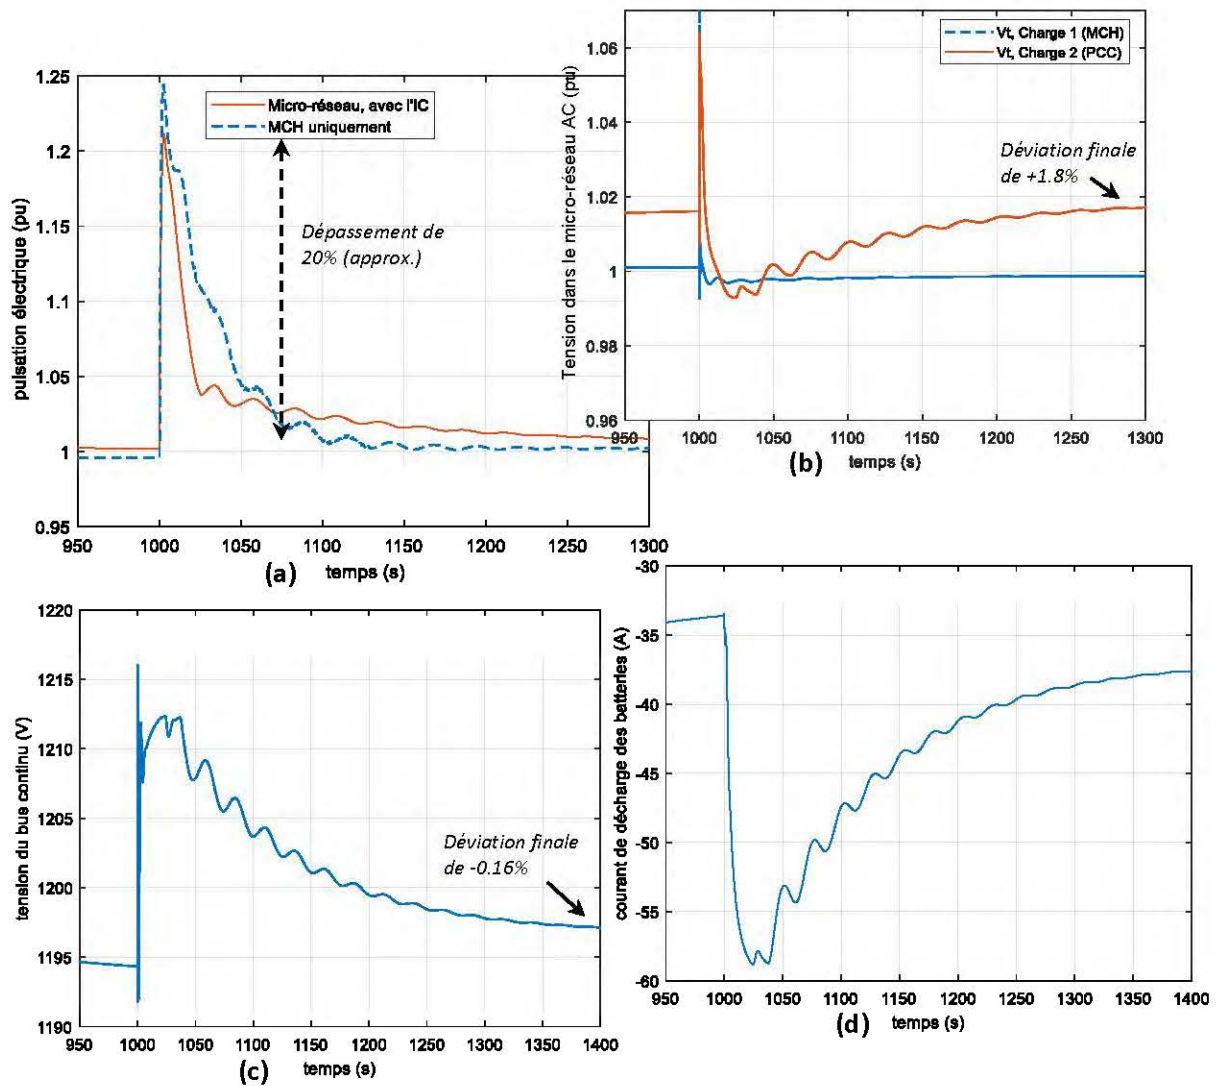 pulsation électrique (pu)
1.25
1.2
1.15
1.1
1.05
1
0.95
Micro-réseau, avec l'IC
MCH uniquement
Dépassement de
20% (approx.)
950 1000 1050 1100 1150 1200 1250 1300
(a) temps (s)
Tension dans le micro-réseau AC (pu)
1.06
1.04
1.02
1
0.98
0.96
Vt, Charge 1 (MCH)
Vt, Charge 2 (PCC)
Déviation finale
de +1.8%
950 1000 1050 1100 1150 1200 1250 1300
(b) temps (s)
tension du bus continu (V)
1220
1215
1210
1205
1200
1195
1190
Déviation finale
de -0.16%
950 1000 1050 1100 1150 1200 1250 1300 1350 1400
(c) temps (s)
courant de décharge des batteries (A)
-30
-35
-40
-45
-50
-55
-60
950 1000 1050 1100 1150 1200 1250 1300 1350 1400
(d) temps (s)